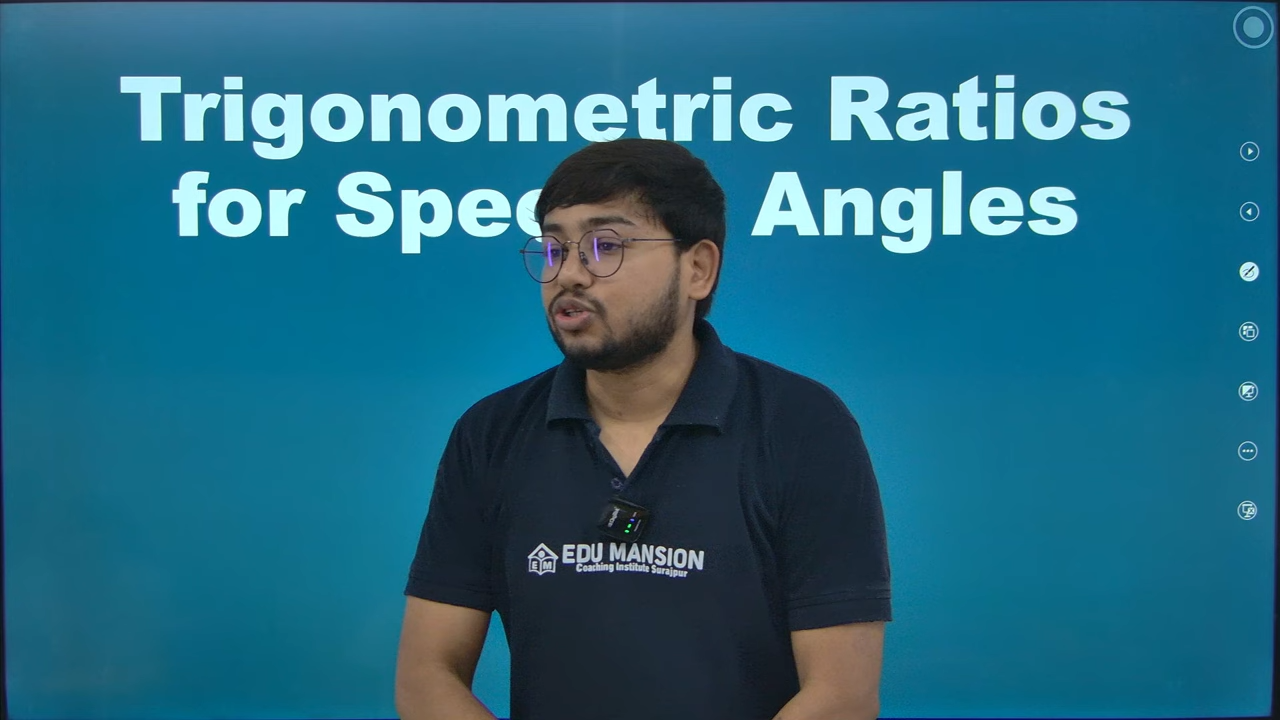 Trigonometric Ratios
for Spec Angles
EM
EDU MANSION
Coaching Institute Surajpur